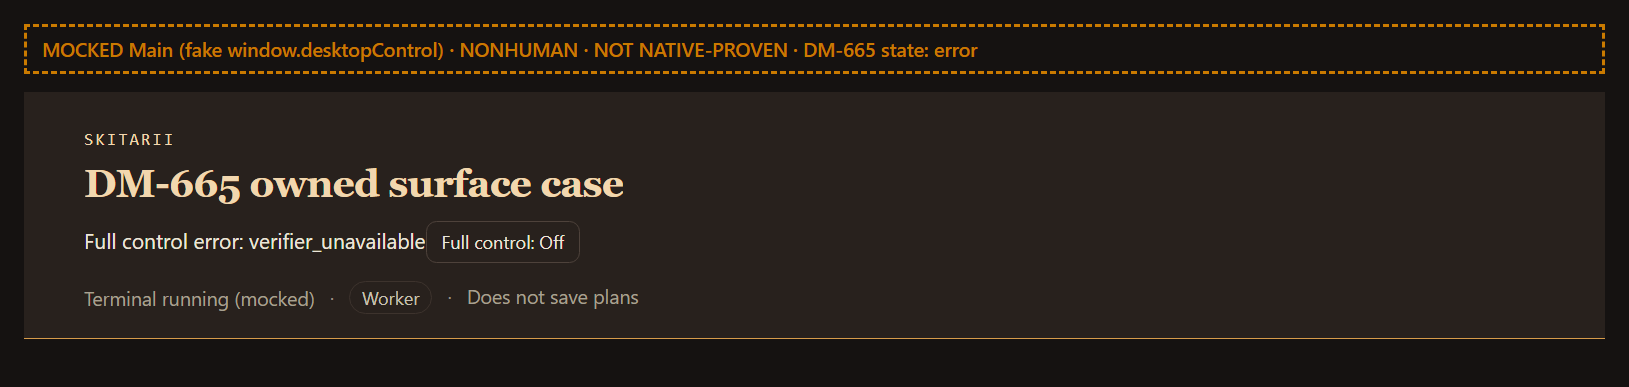 MOCKED Main (fake window.desktopControl) · NONHUMAN · NOT NATIVE-PROVEN · DM-665 state: error
SKITARII
DM-665 owned surface case
Full control error: verifier_unavailable Full control: Off
Terminal running (mocked) · Worker · Does not save plans